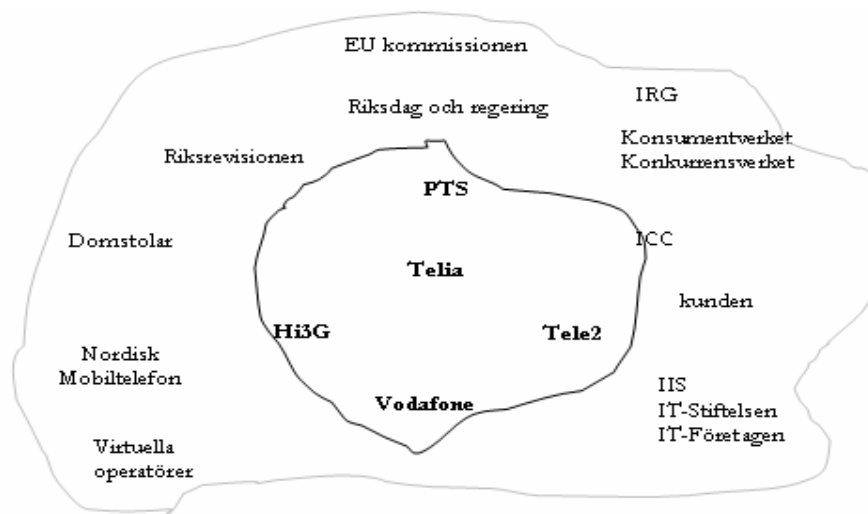 EU kommissionen
IRG
Riksdag och regering
Konsumentverket
Konkurrensverket
Riksrevisionen
PTS
Domstolar
ICC
Telia
kunden
Hi3G
Tele2
Nordisk
Mobiltelefon
IIS
IT-Stiftelsen
IT-Företagen
Vodafone
Virtuella
operatörer